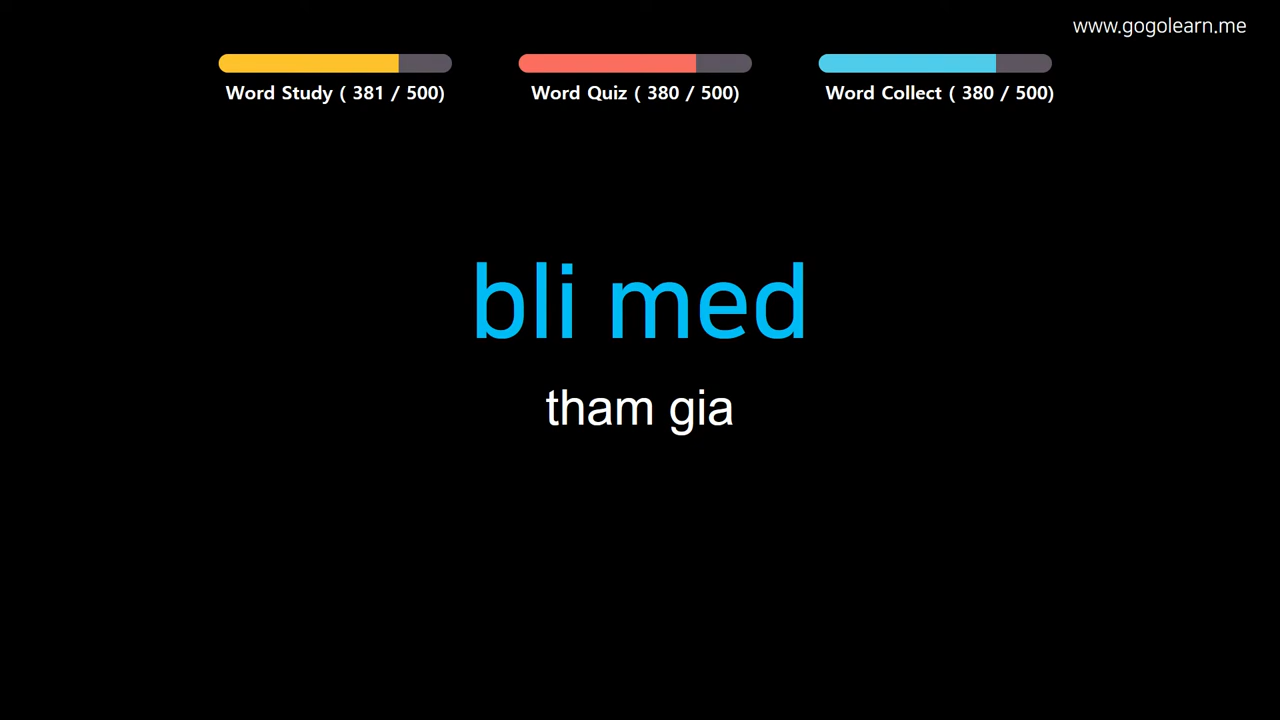 www.gogolearn.me
Word Study ( 381 / 500)
Word Quiz ( 380 / 500)
Word Collect ( 380 / 500)
bli med
tham gia